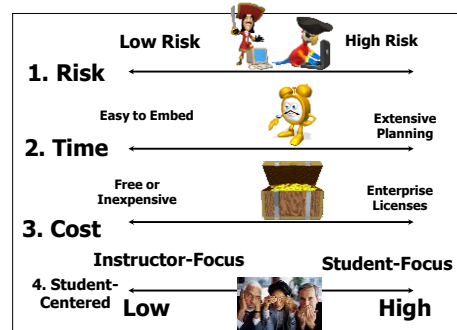 Low Risk
High Risk
1. Risk
Easy to Embed
Extensive
Planning
2. Time
Free or
Inexpensive
Enterprise
Licenses
3. Cost
Instructor-Focus
Student-Focus
4. Student-
Centered
Low
High